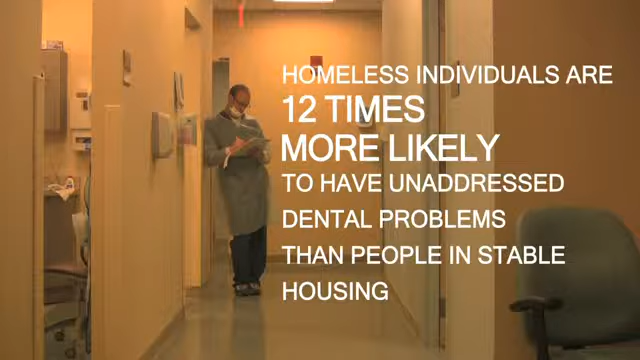 HOMELESS INDIVIDUALS ARE
12 TIMES
MORE LIKELY
TO HAVE UNADDRESSED
DENTAL PROBLEMS
THAN PEOPLE IN STABLE
HOUSING